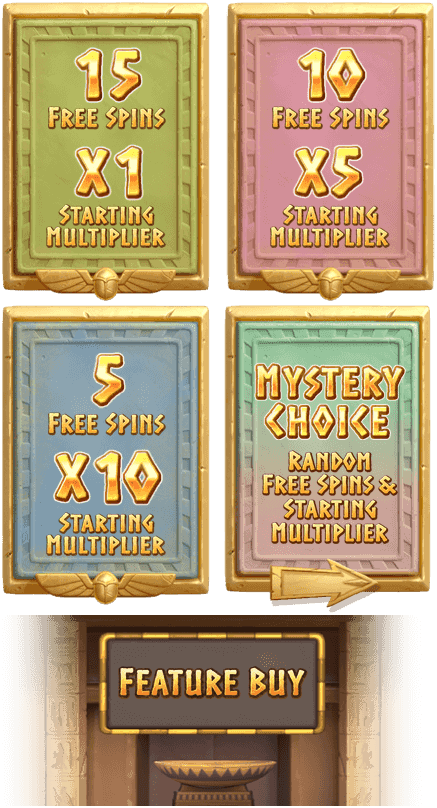 15
FREE SPINS
X1
STARTING
MULTIPLIER
10
FREE SPINS
X5
STARTING
MULTIPLIER
5
FREE SPINS
X10
STARTING
MULTIPLIER
MYSTERY
CHOICE
RANDOM
FREE SPINS &
STARTING
MULTIPLIER
FEATURE BUY